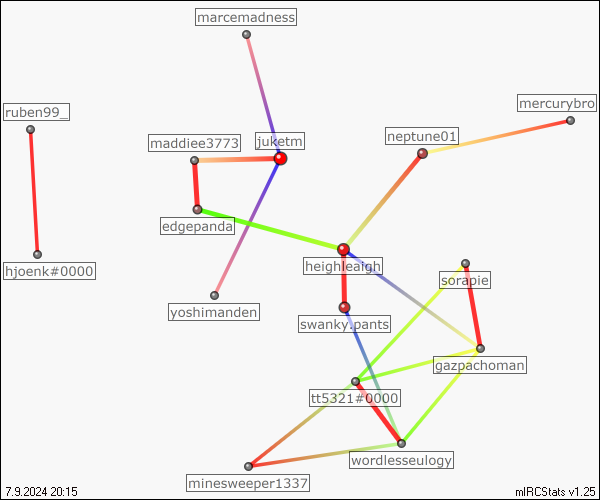 marcemadness
ruben99_
mercurybro
maddiee3773
juketm
neptune01
edgepanda
hjoenk#0000
heighleaigh
sorapie
yoshimanden
swanky.pants
gazpachoman
tt5321#0000
wordlesseulogy
minesweeper1337
7.9.2024 20:15
mIRCStats v1.25